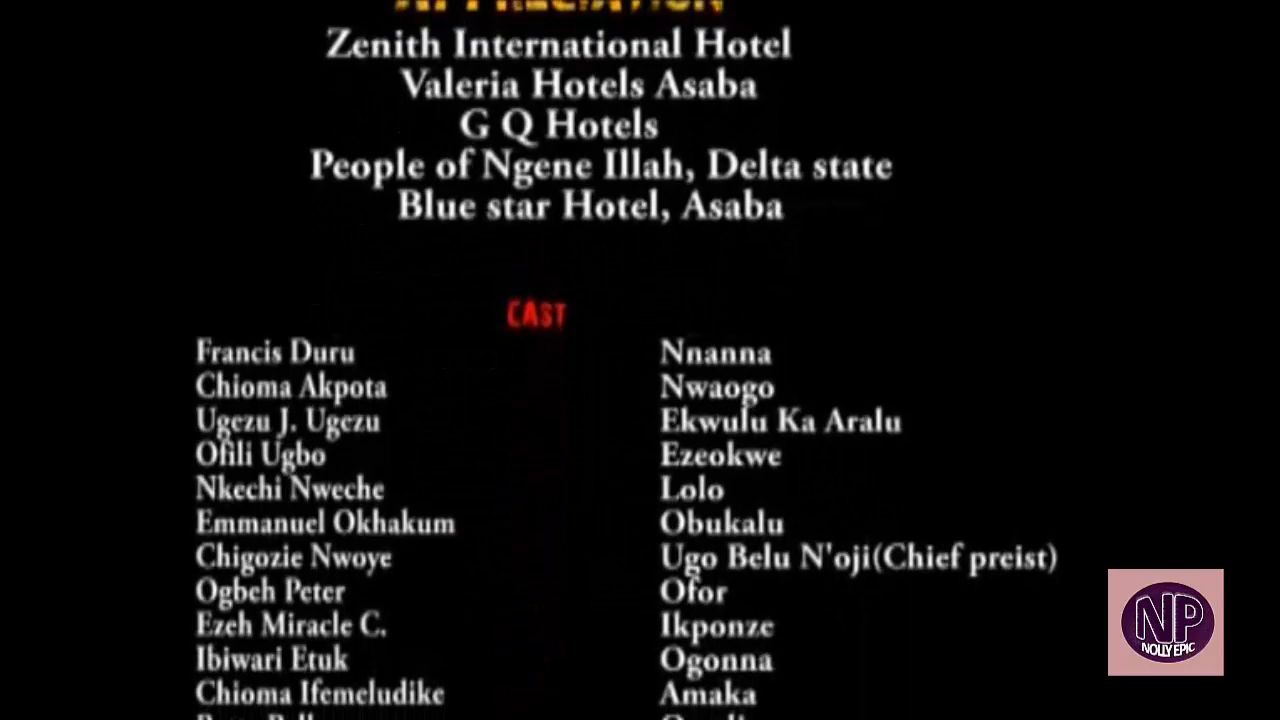 APPRECIATION
Zenith International Hotel
Valeria Hotels Asaba
G Q Hotels
People of Ngene Illah, Delta state
Blue star Hotel, Asaba
CAST
Francis Duru Nnanna
Chioma Akpota Nwaogo
Ugezu J. Ugezu Ekwulu Ka Aralu
Ofili Ugbo Ezeokwe
Nkechi Nweche Lolo
Emmanuel Okhakum Obukalu
Chigozie Nwoye Ugo Belu N'oji(Chief preist)
Ogbeh Peter Ofor
Ezeh Miracle C. Ikponze
Ibiwari Etuk Ogonna
Chioma Ifemeludike Amaka
NP
NOLLY EPIC